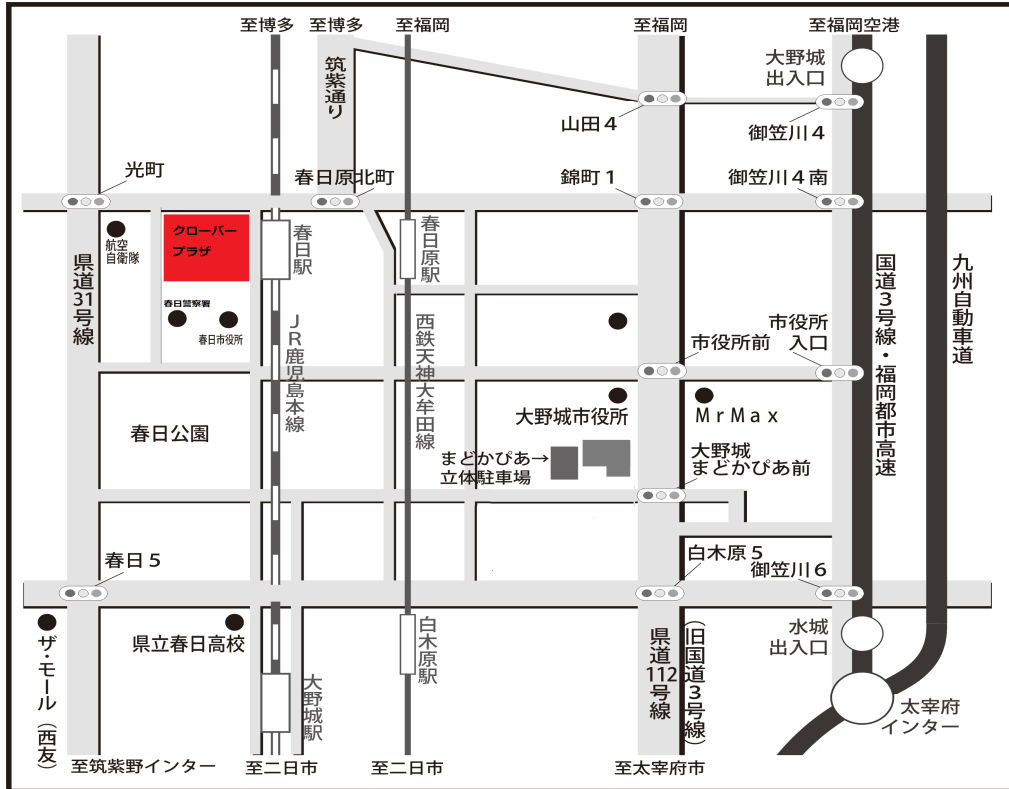 至博多
至博多
至福岡
至福岡
至福岡空港
大野城
出入口
筑紫通り
山田4
御笠川4
光町
春日原北町
錦町1
御笠川4南
クローバー
プラザ
航空
自衛隊
春日駅
春日原駅
県道31号線
国道3号線・福岡都市高速
九州自動車道
春日警察署
春日市役所
JR鹿児島本線
西鉄天神大牟田線
市役所前
市役所
入口
春日公園
大野城市役所
MrMax
まどかぴあ→
立体駐車場
大野城
まどかぴあ前
春日5
白木原5
御笠川6
ザ・モール（西友）
県立春日高校
白木原駅
県道112号線
（旧国道3号線）
水城
出入口
大野城駅
太宰府
インター
至筑紫野インター
至二日市
至二日市
至太宰府市